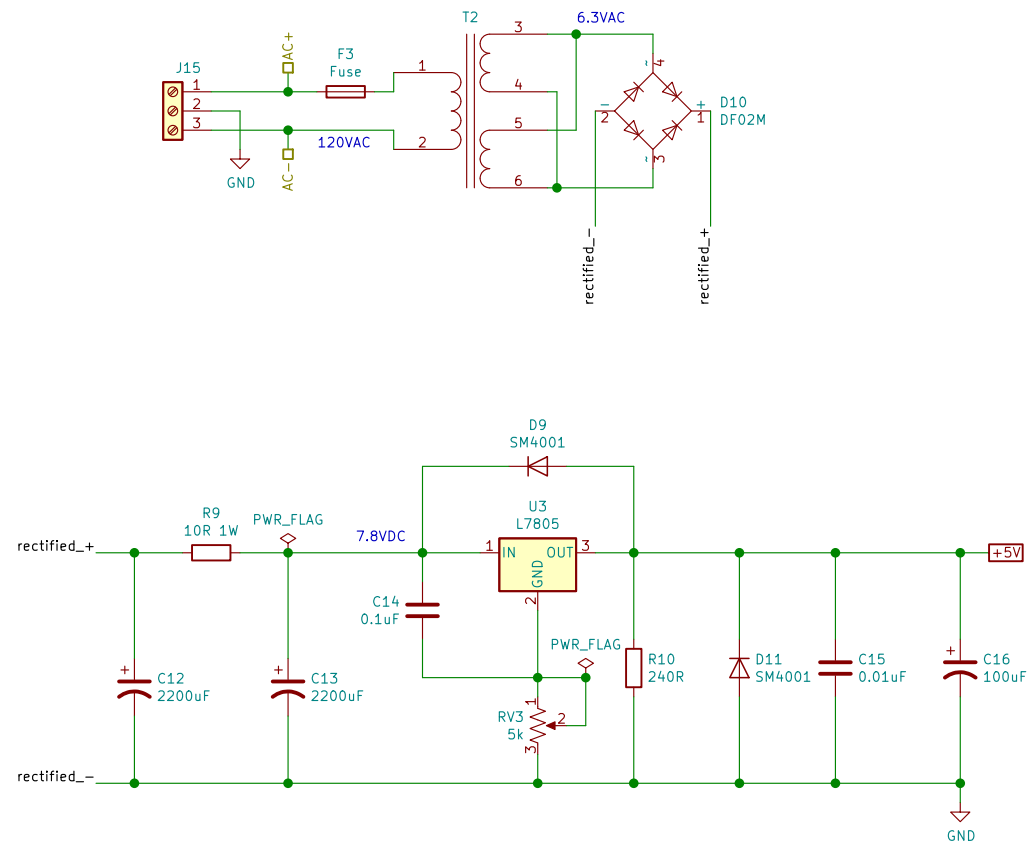 T2
6.3VAC
J15
1
2
3
AC+
F3
Fuse
1
2
3
4
5
6
120VAC
AC-
GND
~
4
-
2
+
1
~
3
D10
DF02M
rectified_-
rectified_+
D9
SM4001
U3
L7805
R9
10R 1W
PWR_FLAG
7.8VDC
rectified_+
1
IN
OUT
3
GND
2
+5V
C14
0.1uF
PWR_FLAG
+
C12
2200uF
+
C13
2200uF
RV3
5k
1
2
3
R10
240R
D11
SM4001
C15
0.01uF
+
C16
100uF
rectified_-
GND